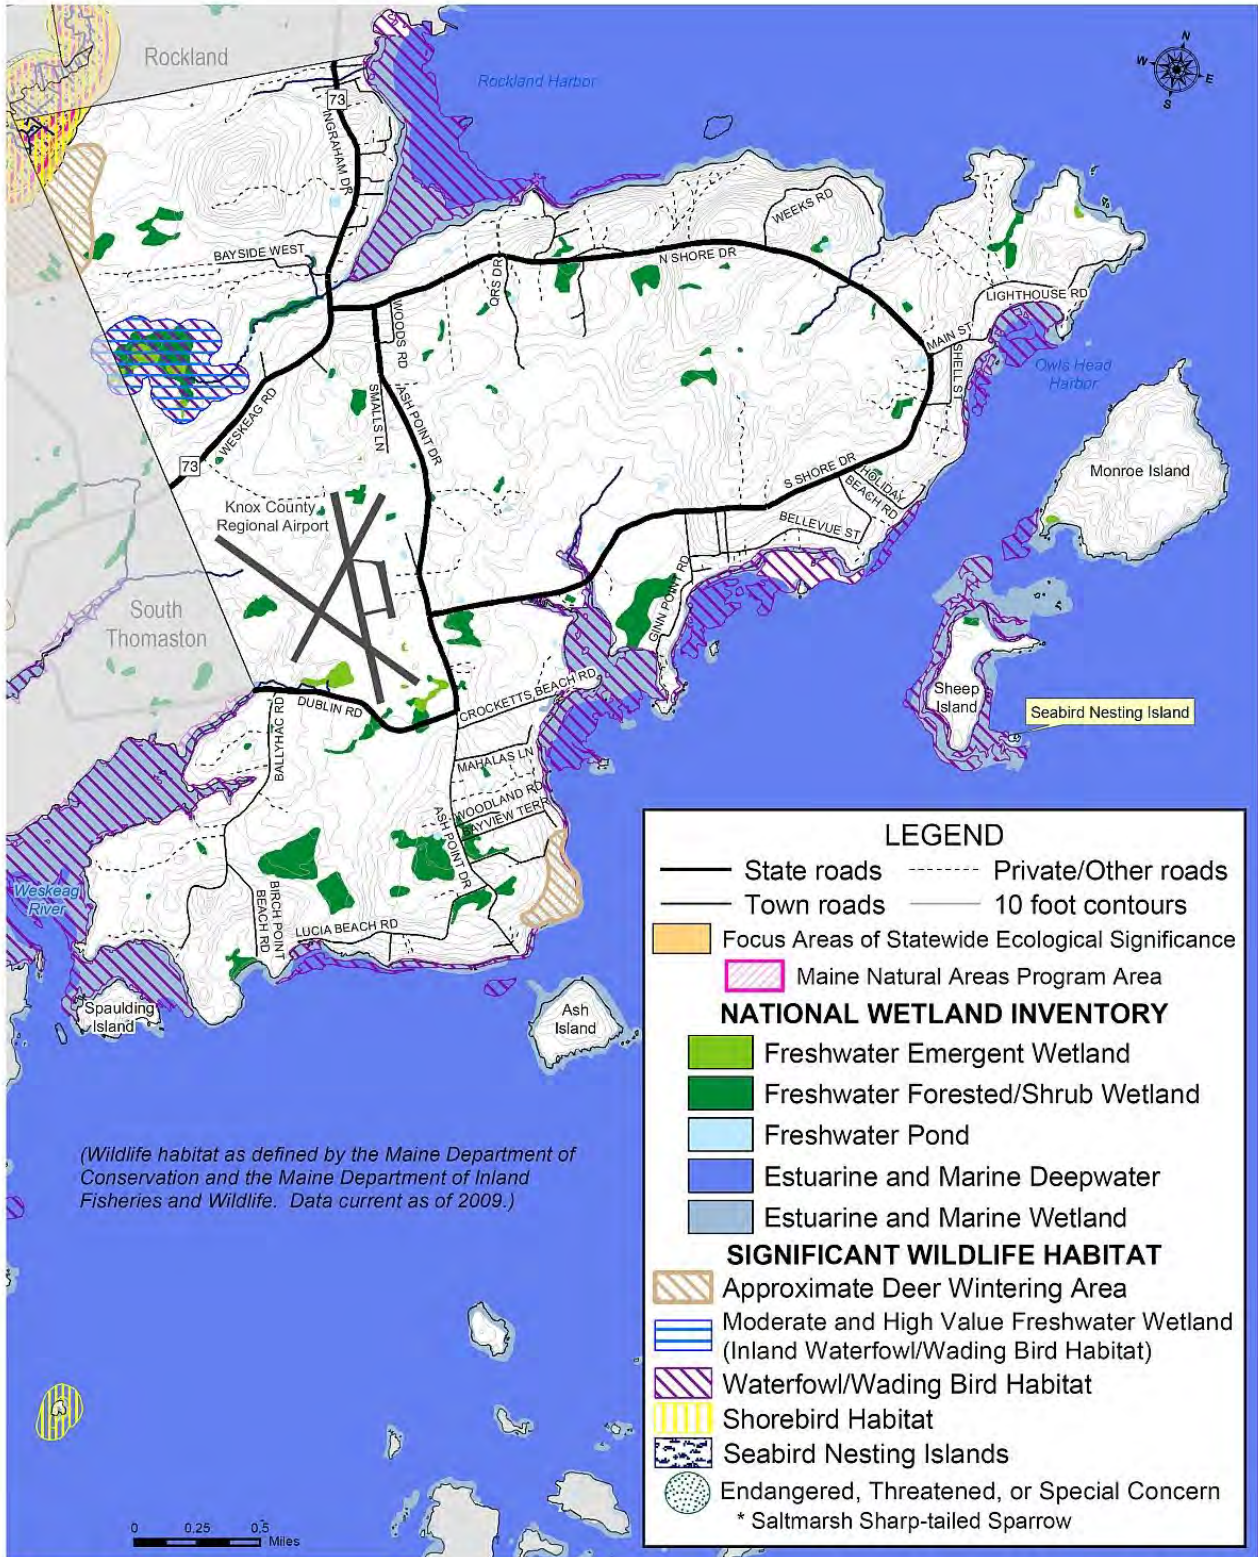 Rockland
Rockland Harbor
N
W
E
S
73
INGRAHAM DR
WEEKS RD
BAYSIDE WEST
N SHORE DR
ORS DR
LIGHTHOUSE RD
WOODS RD
MAIN ST
SHELL ST
Owls Head
Harbor
SMALLS LN
ASH POINT DR
WESKEAG RD
73
S SHORE DR
HOLIDAY
BEACH RD
Monroe Island
Knox County
Regional Airport
BELLEVUE ST
GINN POINT RD
South
Thomaston
Sheep
Island
Seabird Nesting Island
CROCKETTS BEACH RD
DUBLIN RD
BALLYHAC RD
MAHALAS LN
WOODLAND RD
BAYVIEW TERR
ASH POINT DR
Weskeag
River
BIRCH POINT
BEACH RD
LUCIA BEACH RD
Spaulding
Island
Ash
Island
(Wildlife habitat as defined by the Maine Department of
Conservation and the Maine Department of Inland
Fisheries and Wildlife. Data current as of 2009.)
0 0.25 0.5
Miles
LEGEND
State roads Private/Other roads
Town roads 10 foot contours
Focus Areas of Statewide Ecological Significance
Maine Natural Areas Program Area
NATIONAL WETLAND INVENTORY
Freshwater Emergent Wetland
Freshwater Forested/Shrub Wetland
Freshwater Pond
Estuarine and Marine Deepwater
Estuarine and Marine Wetland
SIGNIFICANT WILDLIFE HABITAT
Approximate Deer Wintering Area
Moderate and High Value Freshwater Wetland
(Inland Waterfowl/Wading Bird Habitat)
Waterfowl/Wading Bird Habitat
Shorebird Habitat
Seabird Nesting Islands
Endangered, Threatened, or Special Concern
* Saltmarsh Sharp-tailed Sparrow